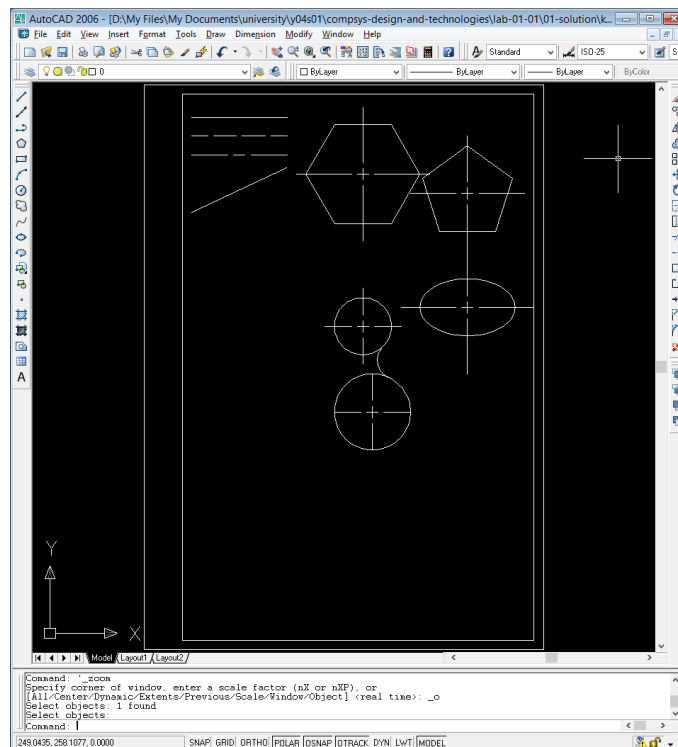 AutoCAD 2006 - [D:\My Files\My Documents\university\y04s01\compsys-design-and-technologies\lab-01-01\01-solution\k...
File Edit View Insert Format Tools Draw Dimension Modify Window Help
Standard ISO-25 S
0 ByLayer ByLayer ByLayer ByColor
A
Y
X
Model Layout1 Layout2
Command: '_zoom
Specify corner of window, enter a scale factor (nX or nXP), or
[All/Center/Dynamic/Extents/Previous/Scale/Window/Object] <real time>: _o
Select objects: 1 found
Select objects:
Command:
249.0435, 258.1077, 0.0000 SNAP GRID ORTHO POLAR OSNAP OTRACK DYN LWT MODEL